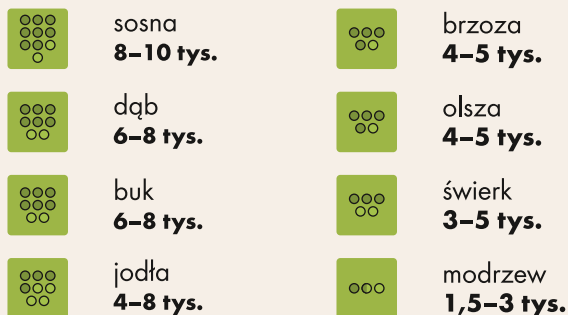 sosna
8–10 tys.
dąb
6–8 tys.
buk
6–8 tys.
jodła
4–8 tys.
brzoza
4–5 tys.
olsza
4–5 tys.
świerk
3–5 tys.
modrzew
1,5–3 tys.